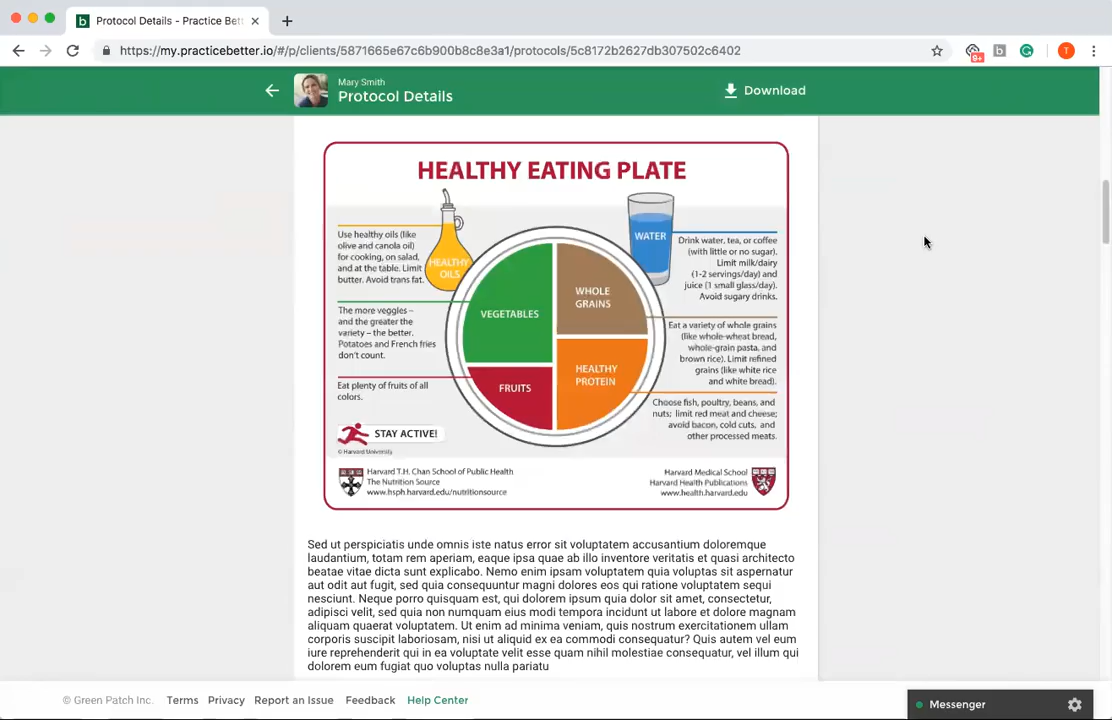 Protocol Details - Practice Bett
https://my.practicebetter.io/#/p/clients/5871665e67c6b900b8c8e3a1/protocols/5c8172b2627db307502c6402
9+
b
T
Mary Smith
Protocol Details
Download
HEALTHY EATING PLATE
Use healthy oils (like
olive and canola oil)
for cooking, on salad,
and at the table. Limit
butter. Avoid trans fat.
HEALTHY
OILS
WATER
Drink water, tea, or coffee
(with little or no sugar).
Limit milk/dairy
(1-2 servings/day) and
juice (1 small glass/day).
Avoid sugary drinks.
The more veggies –
and the greater the
variety – the better.
Potatoes and French fries
don't count.
VEGETABLES
WHOLE
GRAINS
Eat a variety of whole grains
(like whole-wheat bread,
whole-grain pasta, and
brown rice). Limit refined
grains (like white rice
and white bread).
Eat plenty of fruits of all
colors.
FRUITS
HEALTHY
PROTEIN
Choose fish, poultry, beans, and
nuts; limit red meat and cheese;
avoid bacon, cold cuts, and
other processed meats.
STAY ACTIVE!
© Harvard University
Harvard T.H. Chan School of Public Health
The Nutrition Source
www.hsph.harvard.edu/nutritionsource
Harvard Medical School
Harvard Health Publications
www.health.harvard.edu
Sed ut perspiciatis unde omnis iste natus error sit voluptatem accusantium doloremque
laudantium, totam rem aperiam, eaque ipsa quae ab illo inventore veritatis et quasi architecto
beatae vitae dicta sunt explicabo. Nemo enim ipsam voluptatem quia voluptas sit aspernatur
aut odit aut fugit, sed quia consequuntur magni dolores eos qui ratione voluptatem sequi
nesciunt. Neque porro quisquam est, qui dolorem ipsum quia dolor sit amet, consectetur,
adipisci velit, sed quia non numquam eius modi tempora incidunt ut labore et dolore magnam
aliquam quaerat voluptatem. Ut enim ad minima veniam, quis nostrum exercitationem ullam
corporis suscipit laboriosam, nisi ut aliquid ex ea commodi consequatur? Quis autem vel eum
iure reprehenderit qui in ea voluptate velit esse quam nihil molestiae consequatur, vel illum qui
dolorem eum fugiat quo voluptas nulla pariatu
© Green Patch Inc.
Terms
Privacy
Report an Issue
Feedback
Help Center
Messenger